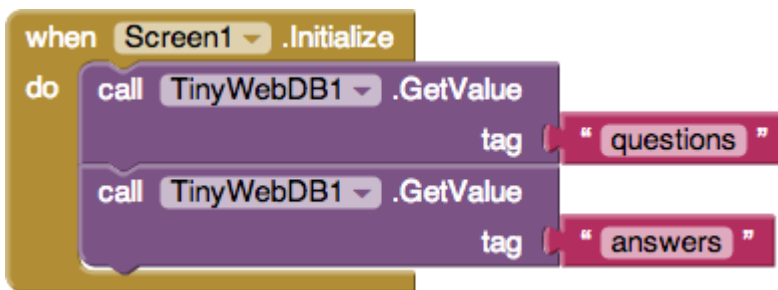 when Screen1 .Initialize
do call TinyWebDB1 .GetValue
tag " questions "
call TinyWebDB1 .GetValue
tag " answers "